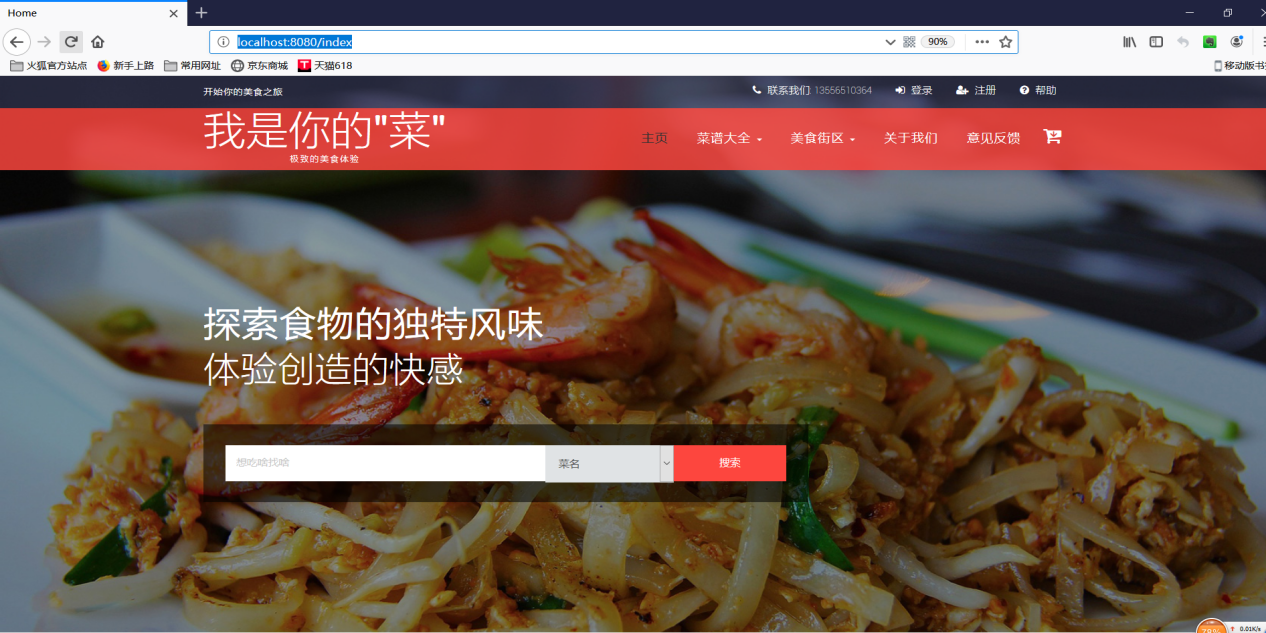 Home
localhost:8080/index
90%
火狐官方站点 新手上路 常用网址 京东商城 天猫618
开始你的美食之旅
联系我们 13556510364 登录 注册 帮助
我是你的"菜"
极致的美食体验
主页 菜谱大全 美食街区 关于我们 意见反馈
探索食物的独特风味
体验创造的快感
想吃啥找啥 菜名 搜索
0.01K/s